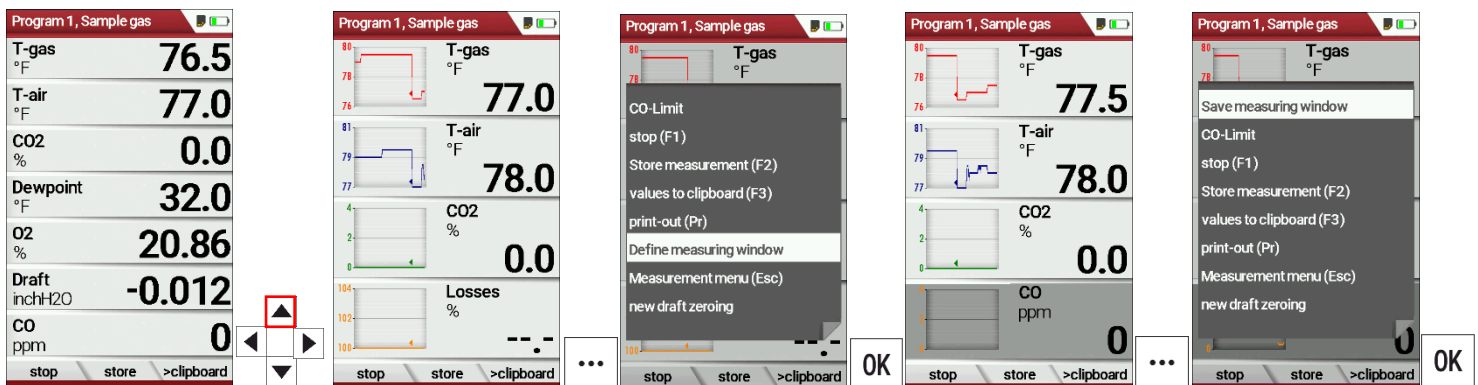 Program 1, Sample gas
T-gas
°F
76.5
T-air
°F
77.0
CO2
%
0.0
Dewpoint
°F
32.0
O2
%
20.86
Draft
inchH2O
-0.012
CO
ppm
0
stop store >clipboard
Program 1, Sample gas
80
78
76
T-gas
°F
77.0
81
79
77
T-air
°F
78.0
4
2
0
CO2
%
0.0
104
102
100
Losses
%
--.-
stop store >clipboard
...
Program 1, Sample gas
80
78
T-gas
°F
CO-Limit
stop (F1)
Store measurement (F2)
values to clipboard (F3)
print-out (Pr)
Define measuring window
Measurement menu (Esc)
new draft zeroing
100
--.-
stop store >clipboard
OK
Program 1, Sample gas
80
78
76
T-gas
°F
77.5
81
79
77
T-air
°F
78.0
4
2
0
CO2
%
0.0
CO
ppm
0
stop store >clipboard
...
Program 1, Sample gas
80
78
T-gas
°F
Save measuring window
CO-Limit
stop (F1)
Store measurement (F2)
values to clipboard (F3)
print-out (Pr)
Measurement menu (Esc)
new draft zeroing
0
stop store >clipboard
OK